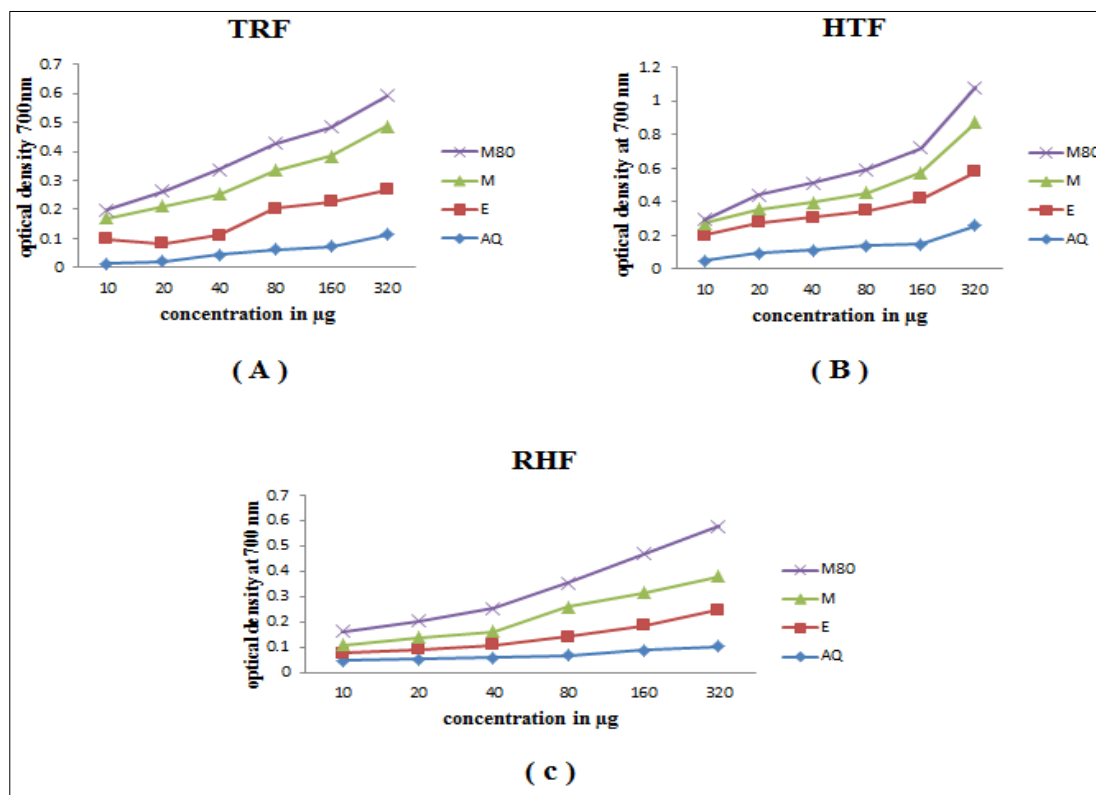 TRF
optical density 700nm
0.7
0.6
0.5
0.4
0.3
0.2
0.1
0
10 20 40 80 160 320
concentration in µg
M80
M
E
AQ
( A )
HTF
optical density at 700 nm
1.2
1
0.8
0.6
0.4
0.2
0
10 20 40 80 160 320
concentration in µg
M80
M
E
AQ
( B )
RHF
optical density at 700 nm
0.7
0.6
0.5
0.4
0.3
0.2
0.1
0
10 20 40 80 160 320
concentration in µg
M80
M
E
AQ
( c )